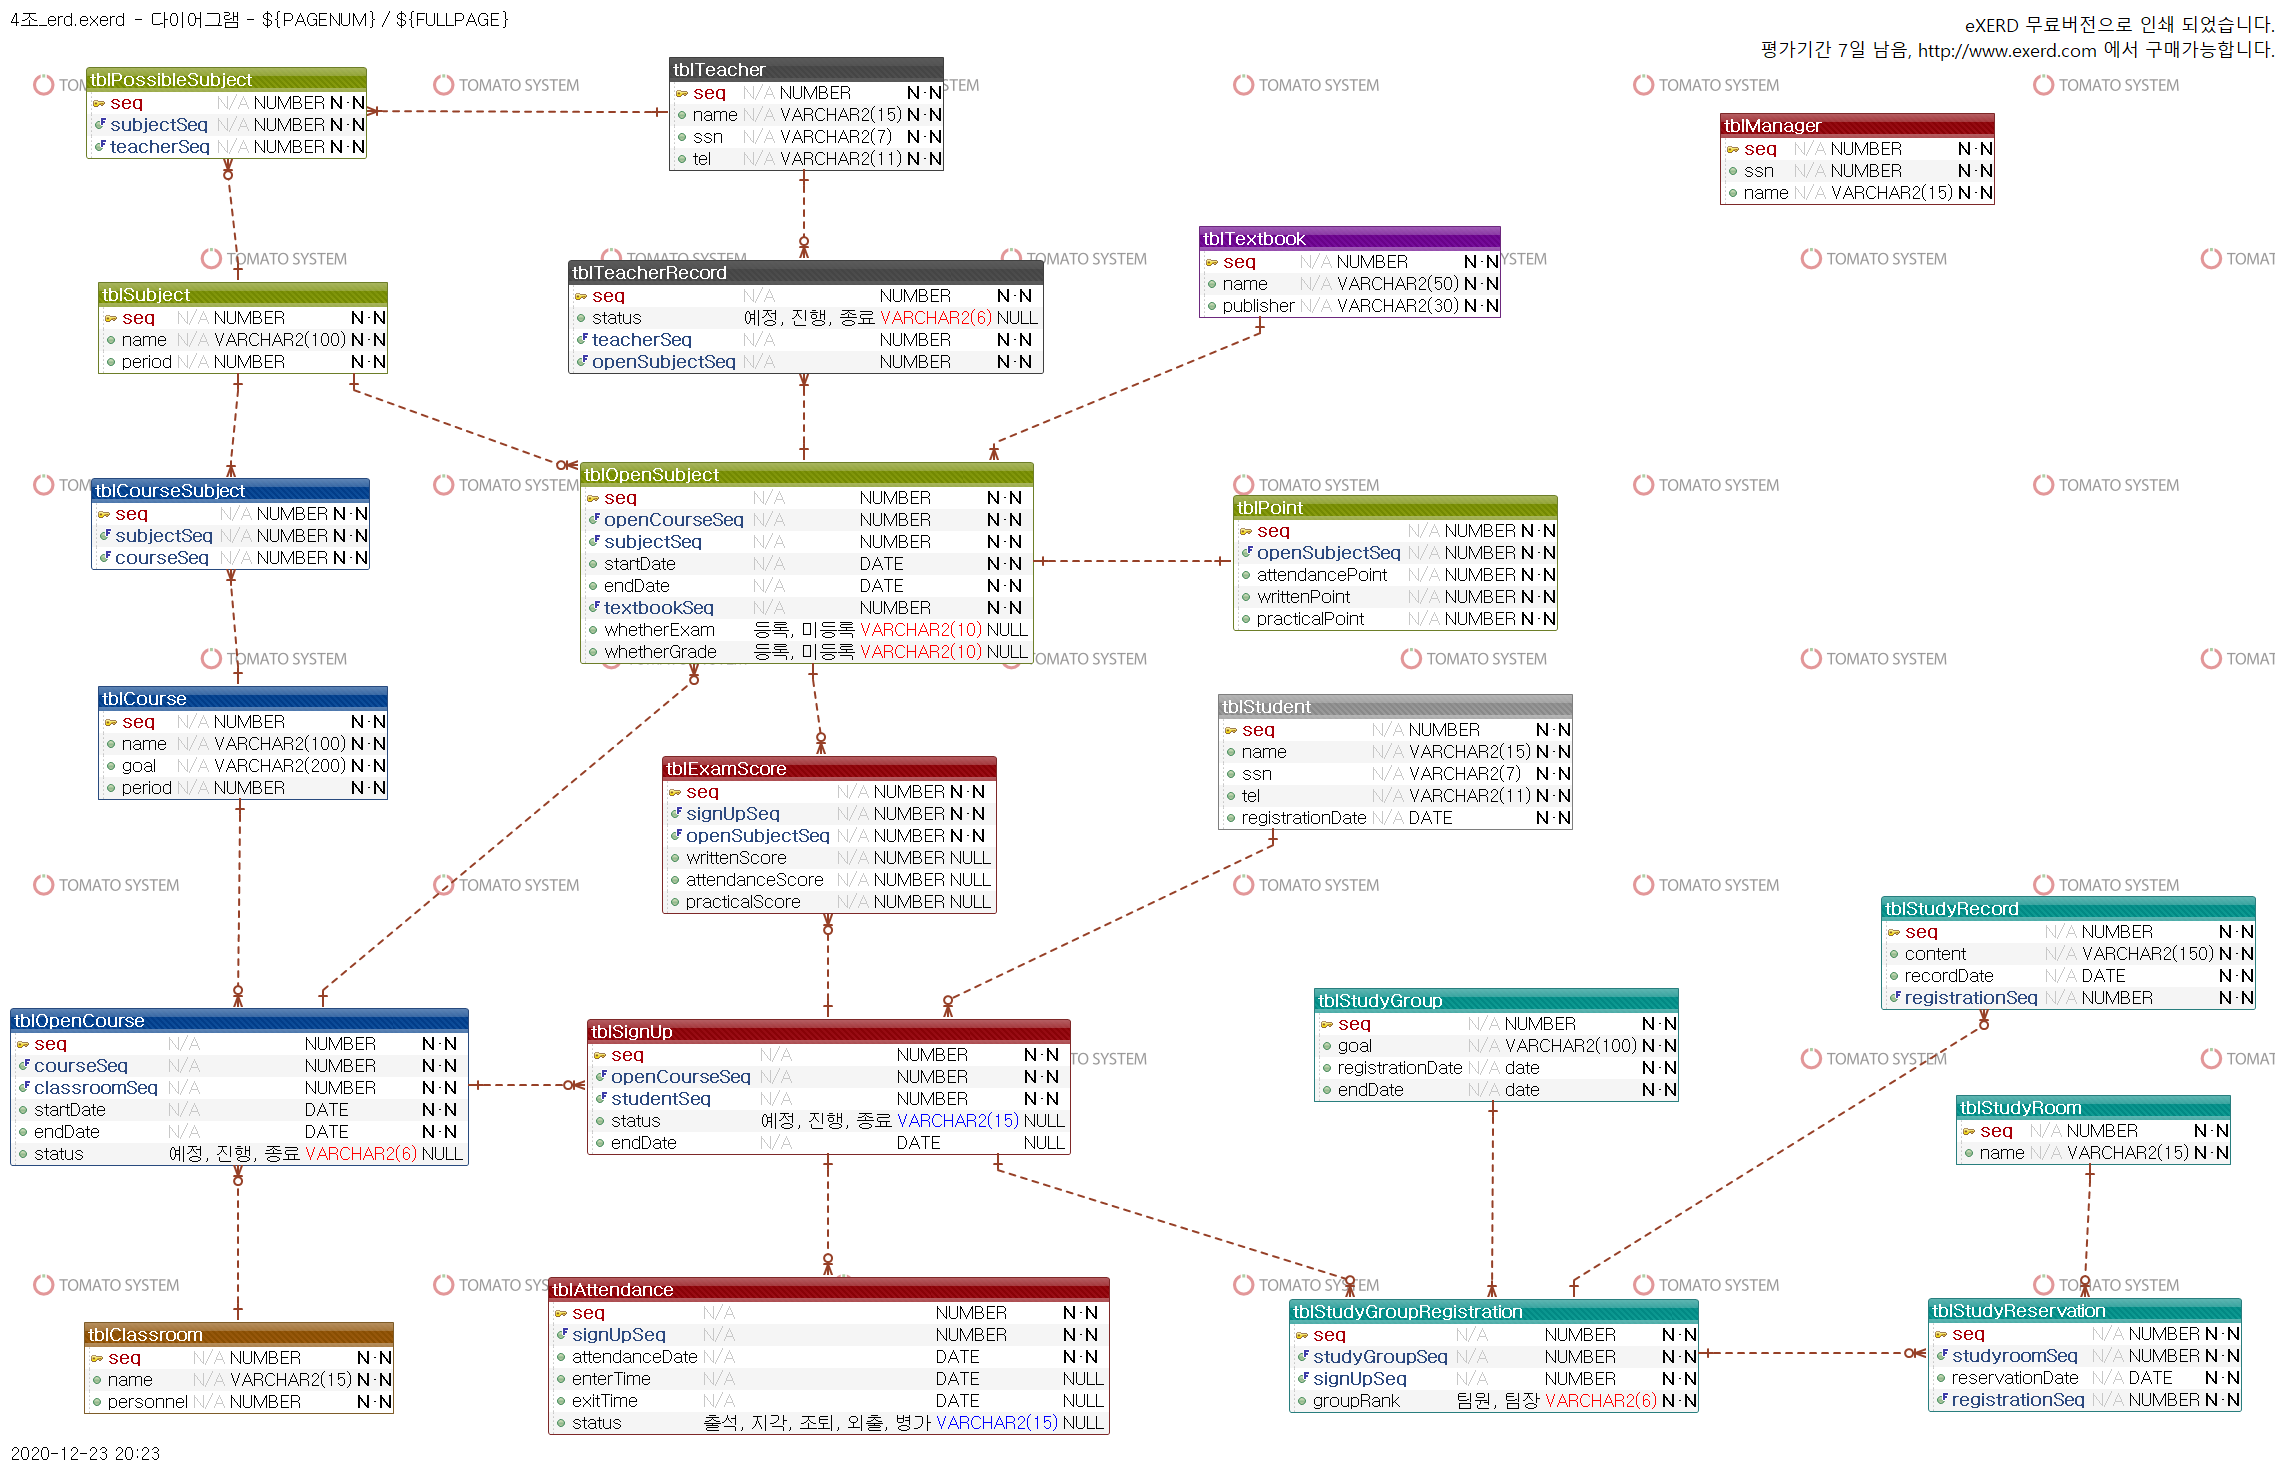 4조_erd.exerd - 다이어그램 - ${PAGENUM} / ${FULLPAGE}
eXERD 무료버전으로 인쇄 되었습니다.
평가기간 7일 남음, http://www.exerd.com 에서 구매가능합니다.
tblPossibleSubject
seq N/A NUMBER N·N
subjectSeq N/A NUMBER N·N
teacherSeq N/A NUMBER N·N
tblTeacher
seq N/A NUMBER N·N
name N/A VARCHAR2(15) N·N
ssn N/A VARCHAR2(7) N·N
tel N/A VARCHAR2(11) N·N
tblManager
seq N/A NUMBER N·N
ssn N/A NUMBER N·N
name N/A VARCHAR2(15) N·N
tblSubject
seq N/A NUMBER N·N
name N/A VARCHAR2(100) N·N
period N/A NUMBER N·N
tblTeacherRecord
seq N/A NUMBER N·N
status 예정, 진행, 종료 VARCHAR2(6) NULL
teacherSeq N/A NUMBER N·N
openSubjectSeq N/A NUMBER N·N
tblTextbook
seq N/A NUMBER N·N
name N/A VARCHAR2(50) N·N
publisher N/A VARCHAR2(30) N·N
tblCourseSubject
seq N/A NUMBER N·N
subjectSeq N/A NUMBER N·N
courseSeq N/A NUMBER N·N
tblOpenSubject
seq N/A NUMBER N·N
openCourseSeq N/A NUMBER N·N
subjectSeq N/A NUMBER N·N
startDate N/A DATE N·N
endDate N/A DATE N·N
textbookSeq N/A NUMBER N·N
whetherExam 등록, 미등록 VARCHAR2(10) NULL
whetherGrade 등록, 미등록 VARCHAR2(10) NULL
tblPoint
seq N/A NUMBER N·N
openSubjectSeq N/A NUMBER N·N
attendancePoint N/A NUMBER N·N
writtenPoint N/A NUMBER N·N
practicalPoint N/A NUMBER N·N
tblCourse
seq N/A NUMBER N·N
name N/A VARCHAR2(100) N·N
goal N/A VARCHAR2(200) N·N
period N/A NUMBER N·N
tblExamScore
seq N/A NUMBER N·N
signUpSeq N/A NUMBER N·N
openSubjectSeq N/A NUMBER N·N
writtenScore N/A NUMBER NULL
attendanceScore N/A NUMBER NULL
practicalScore N/A NUMBER NULL
tblStudent
seq N/A NUMBER N·N
name N/A VARCHAR2(15) N·N
ssn N/A VARCHAR2(7) N·N
tel N/A VARCHAR2(11) N·N
registrationDate N/A DATE N·N
tblStudyRecord
seq N/A NUMBER N·N
content N/A VARCHAR2(150) N·N
recordDate N/A DATE N·N
registrationSeq N/A NUMBER N·N
tblOpenCourse
seq N/A NUMBER N·N
courseSeq N/A NUMBER N·N
classroomSeq N/A NUMBER N·N
startDate N/A DATE N·N
endDate N/A DATE N·N
status 예정, 진행, 종료 VARCHAR2(6) NULL
tblSignUp
seq N/A NUMBER N·N
openCourseSeq N/A NUMBER N·N
studentSeq N/A NUMBER N·N
status 예정, 진행, 종료 VARCHAR2(15) NULL
endDate N/A DATE NULL
tblStudyGroup
seq N/A NUMBER N·N
goal N/A VARCHAR2(100) N·N
registrationDate N/A date N·N
endDate N/A date N·N
tblStudyRoom
seq N/A NUMBER N·N
name N/A VARCHAR2(15) N·N
tblClassroom
seq N/A NUMBER N·N
name N/A VARCHAR2(15) N·N
personnel N/A NUMBER N·N
tblAttendance
seq N/A NUMBER N·N
signUpSeq N/A NUMBER N·N
attendanceDate N/A DATE N·N
enterTime N/A DATE NULL
exitTime N/A DATE NULL
status 출석, 지각, 조퇴, 외출, 병가 VARCHAR2(15) NULL
tblStudyGroupRegistration
seq N/A NUMBER N·N
studyGroupSeq N/A NUMBER N·N
signUpSeq N/A NUMBER N·N
groupRank 팀원, 팀장 VARCHAR2(6) N·N
tblStudyReservation
seq N/A NUMBER N·N
studyroomSeq N/A NUMBER N·N
reservationDate N/A DATE N·N
registrationSeq N/A NUMBER N·N
TOMATO SYSTEM
2020-12-23 20:23